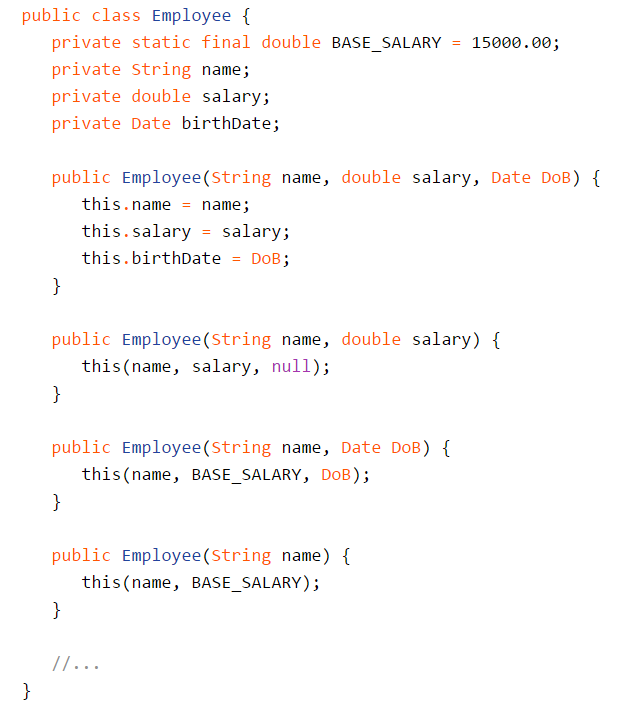 public class Employee {
   private static final double BASE_SALARY = 15000.00;
   private String name;
   private double salary;
   private Date birthDate;

   public Employee(String name, double salary, Date DoB) {
      this.name = name;
      this.salary = salary;
      this.birthDate = DoB;
   }

   public Employee(String name, double salary) {
      this(name, salary, null);
   }

   public Employee(String name, Date DoB) {
      this(name, BASE_SALARY, DoB);
   }

   public Employee(String name) {
      this(name, BASE_SALARY);
   }

   //...
}